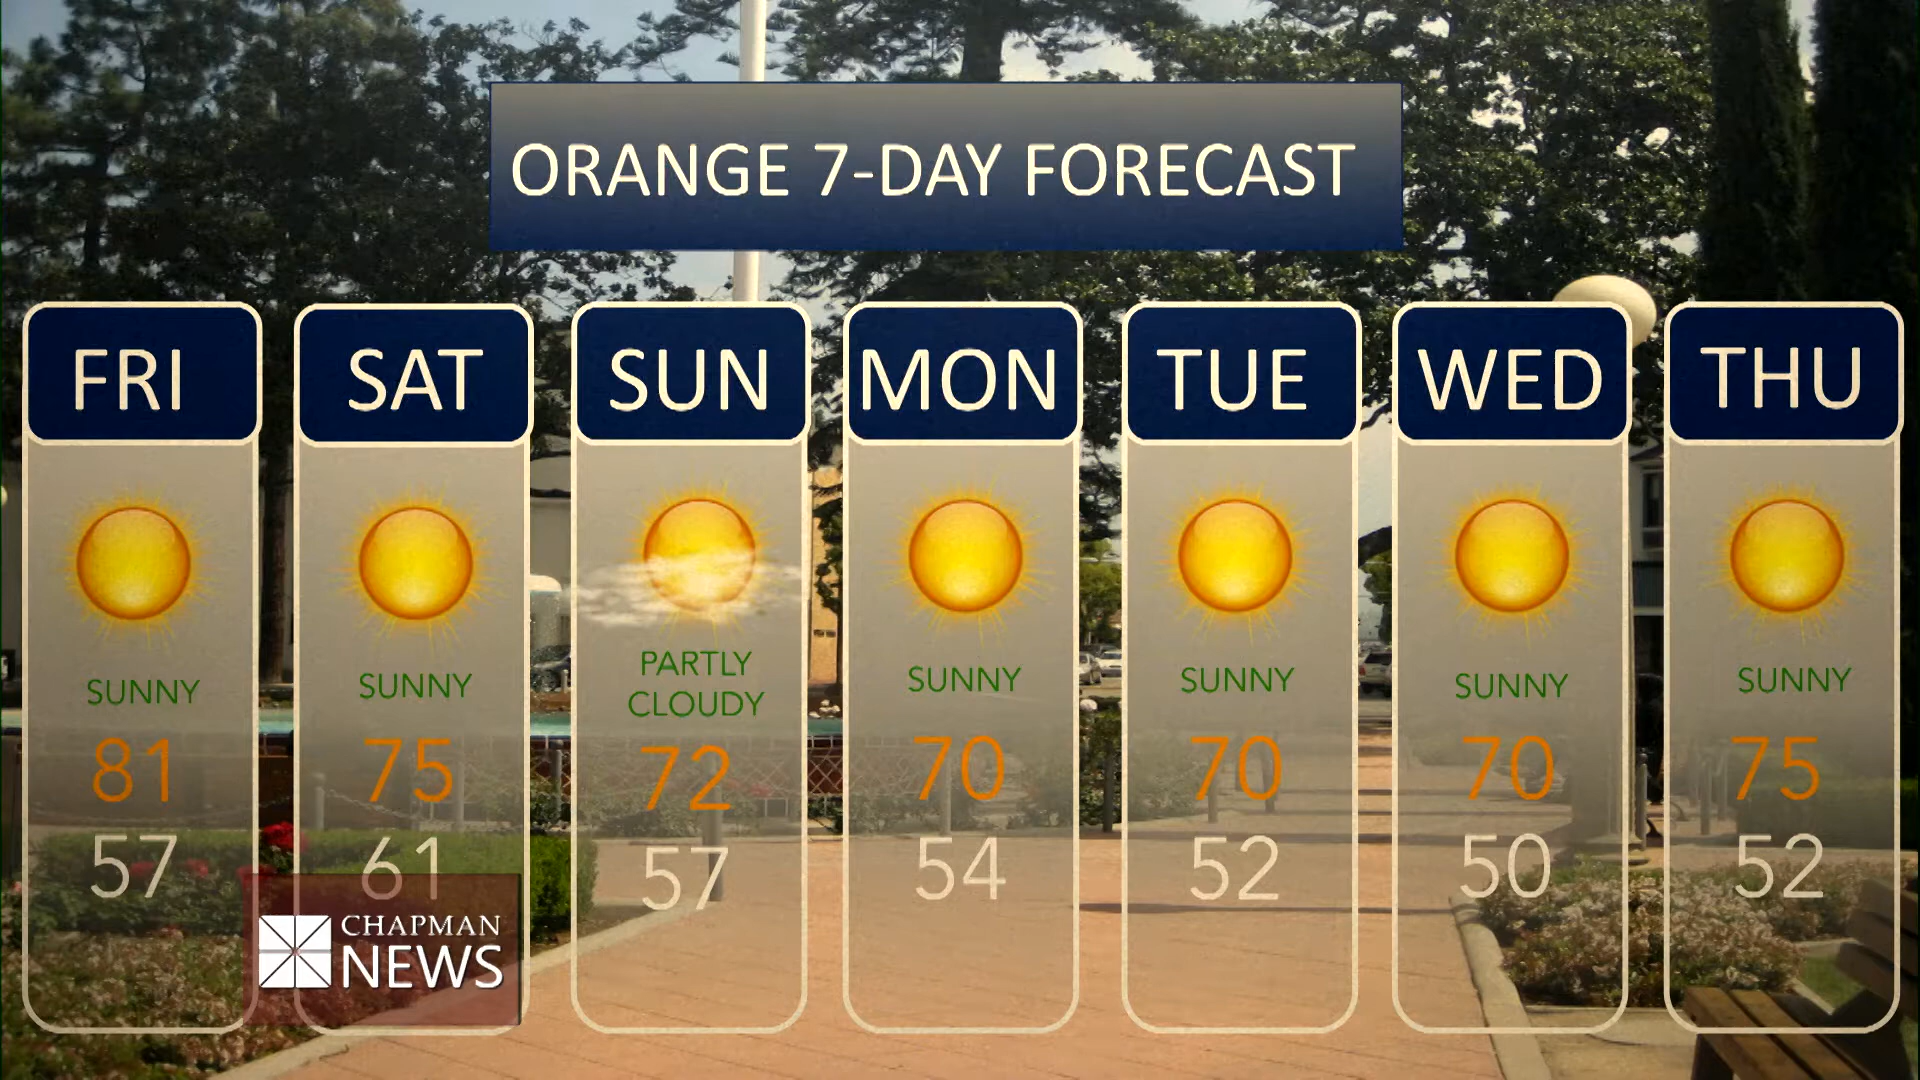 ORANGE 7-DAY FORECAST
FRI SAT SUN MON TUE WED THU
SUNNY SUNNY PARTLY CLOUDY SUNNY SUNNY SUNNY SUNNY
81 75 72 70 70 70 75
57 61 57 54 52 50 52
CHAPMAN
NEWS